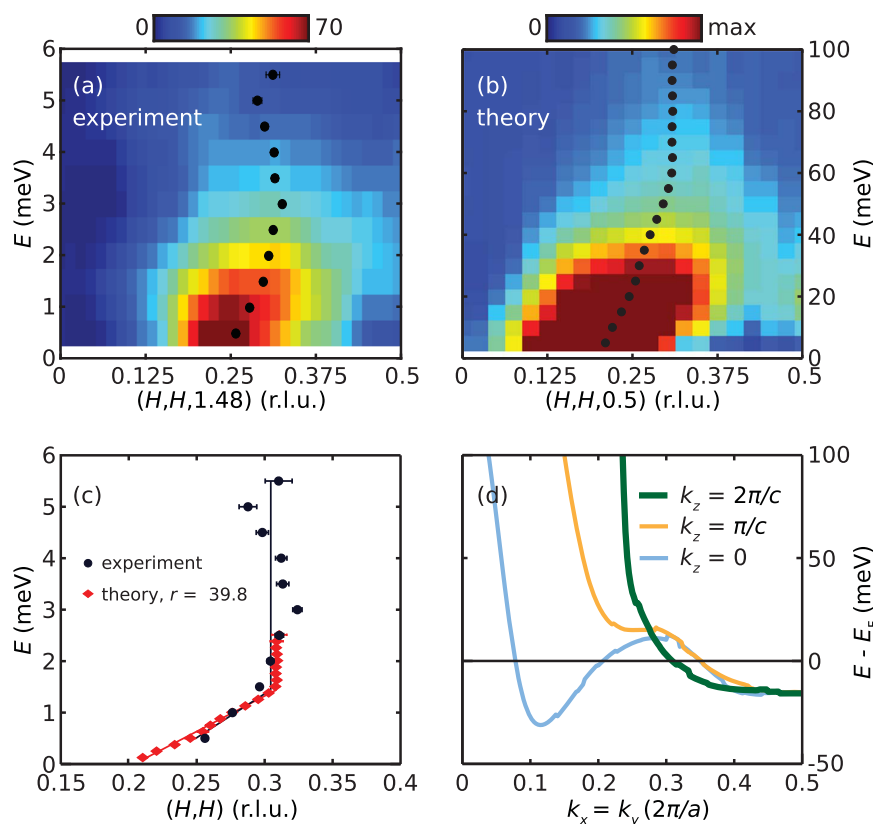 0 70
0 max
(a)
experiment
6
5
4
3
2
1
0
E (meV)
0 0.125 0.25 0.375 0.5
(H,H,1.48) (r.l.u.)
(b)
theory
100
80
60
40
20
0
E (meV)
0 0.125 0.25 0.375 0.5
(H,H,0.5) (r.l.u.)
(c)
6
5
4
3
2
1
0
E (meV)
experiment
theory, r = 39.8
0.15 0.2 0.25 0.3 0.35 0.4
(H,H) (r.l.u.)
(d)
k_z = 2π/c
k_z = π/c
k_z = 0
100
50
0
-50
E - E_F (meV)
0 0.1 0.2 0.3 0.4 0.5
k_x = k_y (2π/a)